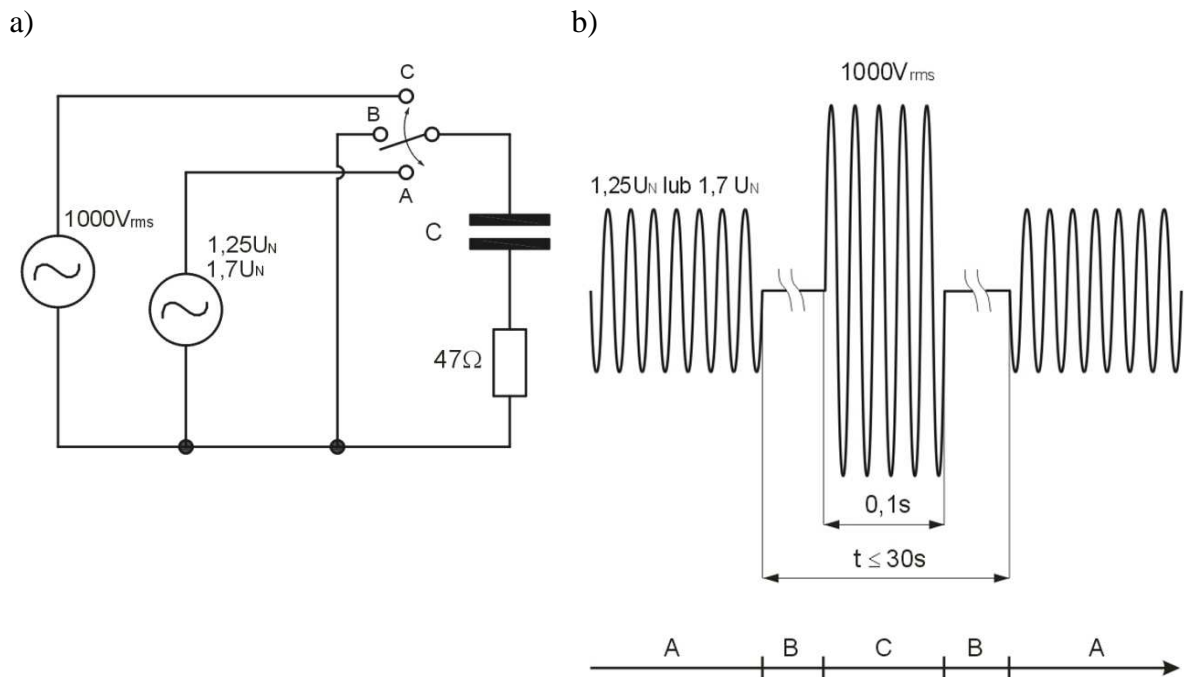 a)
b)
C
B
A
1000Vrms
1,25UN
1,7UN
C
47Ω
1000Vrms
1,25UN lub 1,7 UN
0,1s
t ≤ 30s
A B C B A